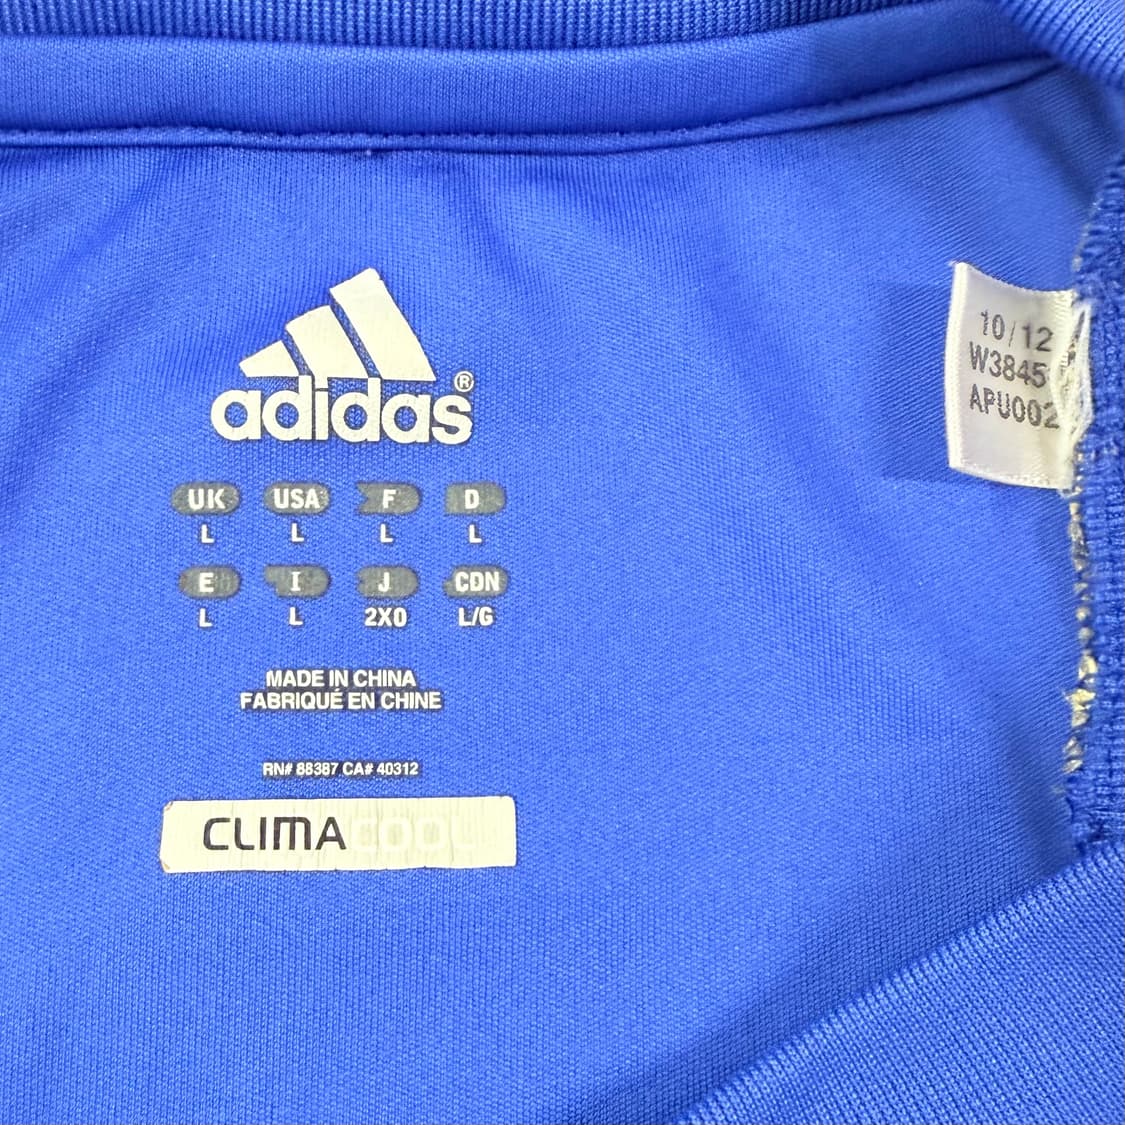 adidas®
UK USA F D
L L L L
E I J CDN
L L 2XO L/G
MADE IN CHINA
FABRIQUÉ EN CHINE
RN# 88387 CA# 40312
CLIMACOOL
10/12
W3845
APU002